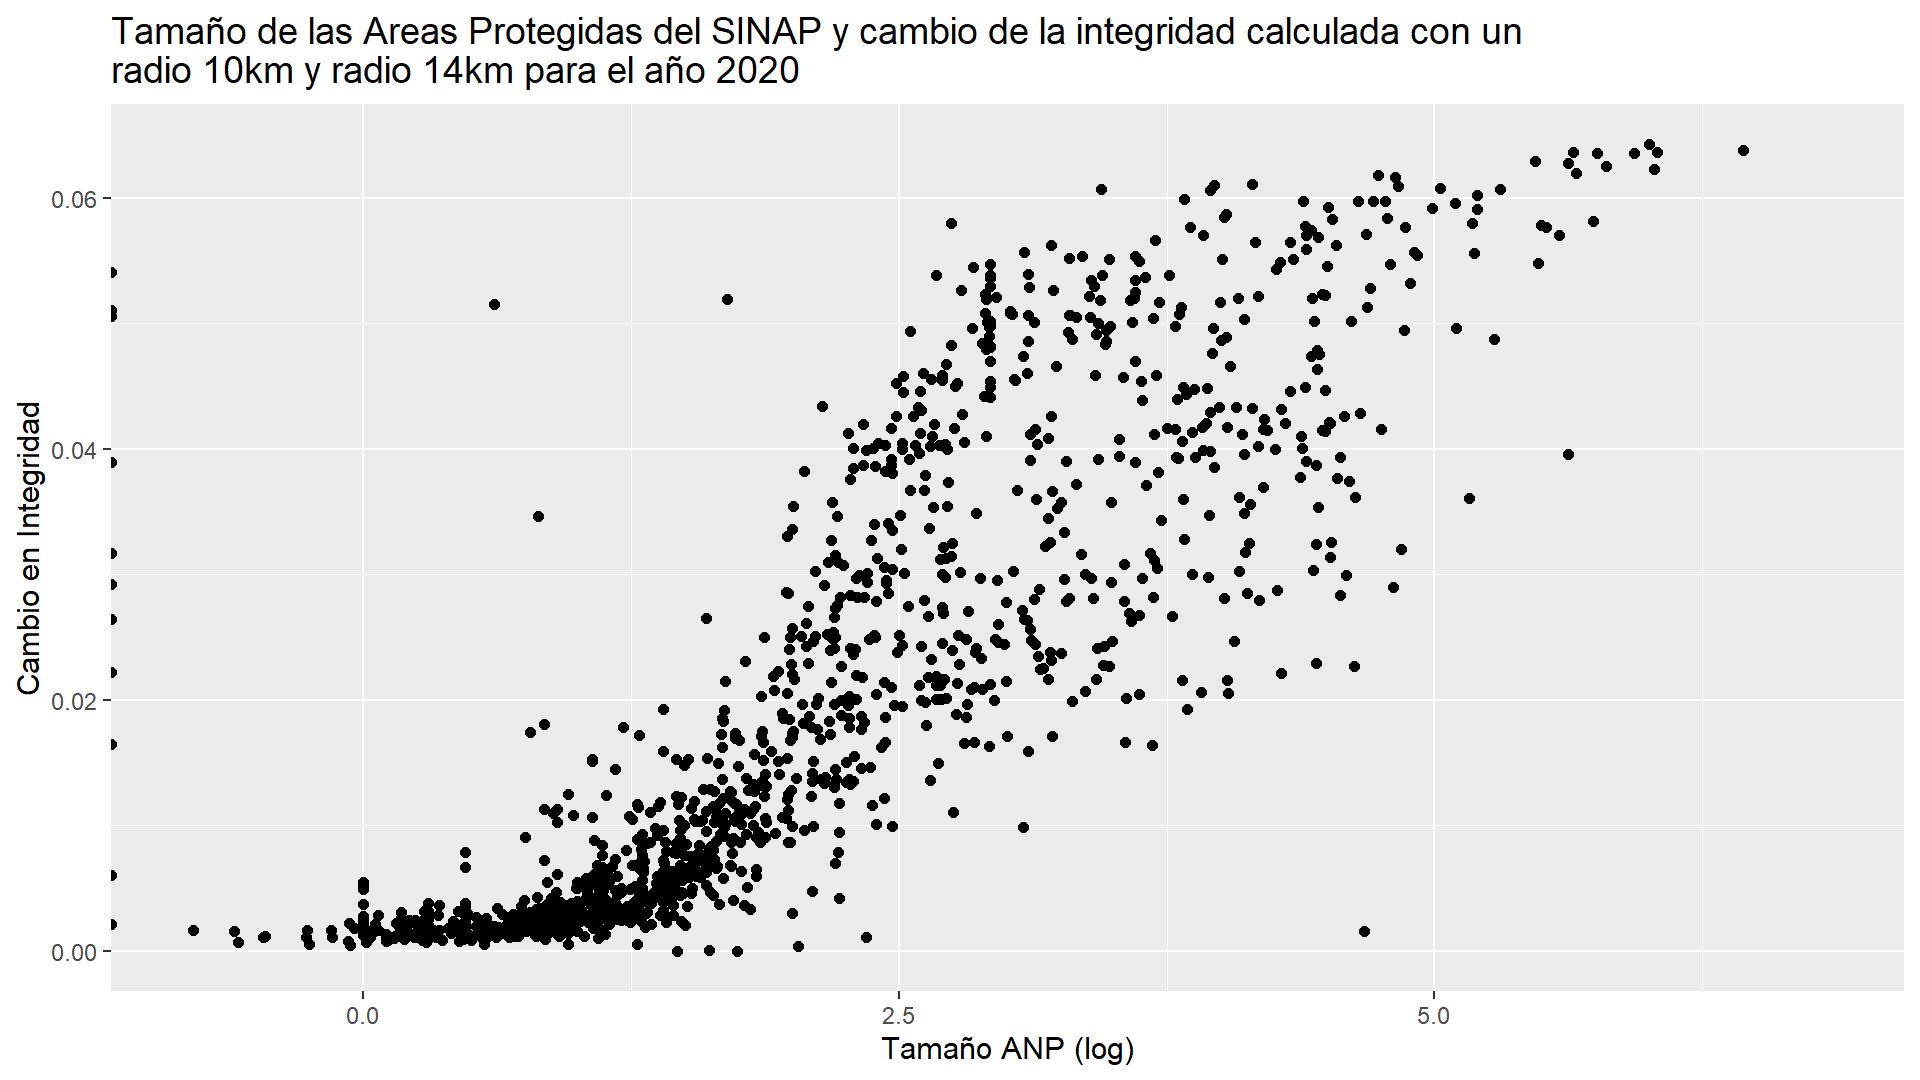 Tamaño de las Areas Protegidas del SINAP y cambio de la integridad calculada con un
radio 10km y radio 14km para el año 2020
Cambio en Integridad
0.06
0.04
0.02
0.00
0.0
2.5
5.0
Tamaño ANP (log)